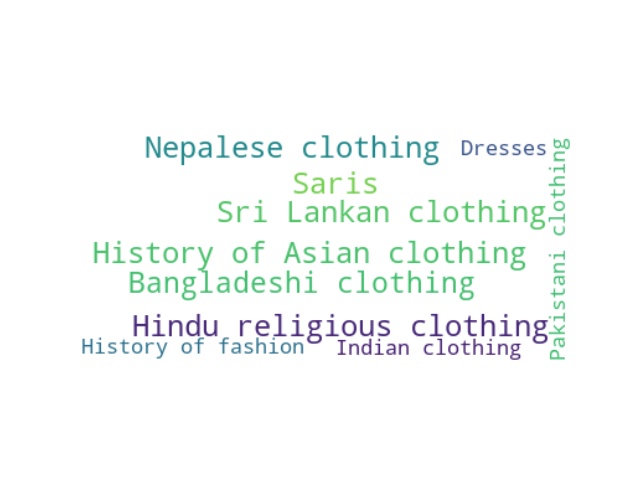 Nepalese clothing
Dresses
Saris
Sri Lankan clothing
History of Asian clothing
Bangladeshi clothing
Hindu religious clothing
History of fashion
Indian clothing
Pakistani clothing